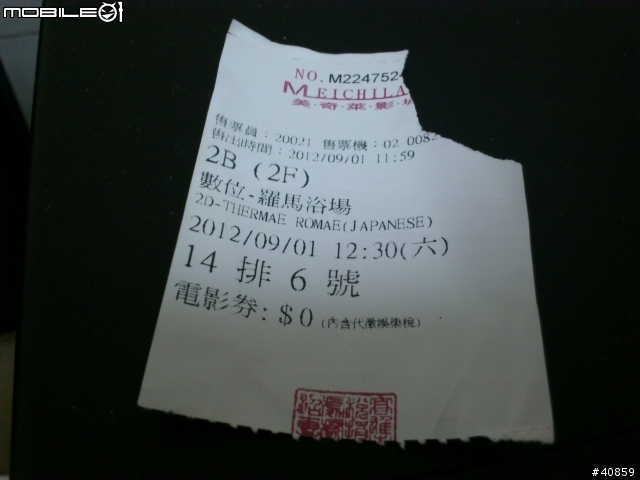 MOBILE01
NO. M2247524
MEICHILA
美·奇·萊·影·城
售票員：20021 售票機：02 008
售出時間：2012/09/01 11:59
2B (2F)
數位-羅馬浴場
2D-THERMAE ROMAE(JAPANESE)
2012/09/01 12:30(六)
14 排 6 號
電影券：$0 (內含代徵娛樂稅)
#40859